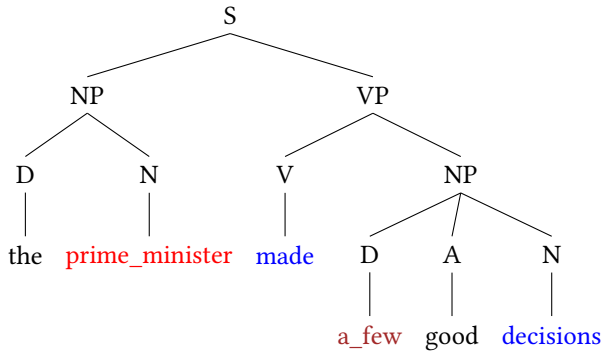 S
NP VP
D N V NP
the prime_minister made D A N
a_few good decisions